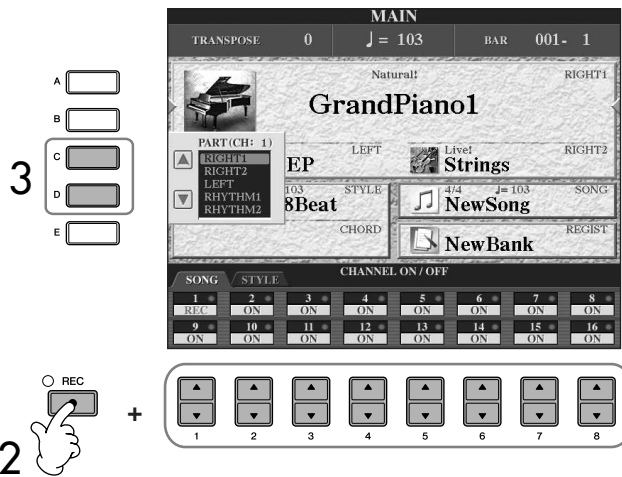 MAIN
TRANSPOSE 0 ♩= 103 BAR 001- 1
Natural! RIGHT1
GrandPiano1
A
B
C
D
E
3
PART(CH: 1)
RIGHT1
RIGHT2
LEFT
RHYTHM1
RHYTHM2
LEFT
EP
Live! RIGHT2
Strings
103 STYLE
8Beat
4/4 ♩=103 SONG
NewSong
CHORD
REGIST
NewBank
SONG STYLE CHANNEL ON / OFF
1 2 3 4 5 6 7 8
REC ON ON ON ON ON ON ON
9 10 11 12 13 14 15 16
ON ON ON ON ON ON ON ON
REC
+
1 2 3 4 5 6 7 8
2